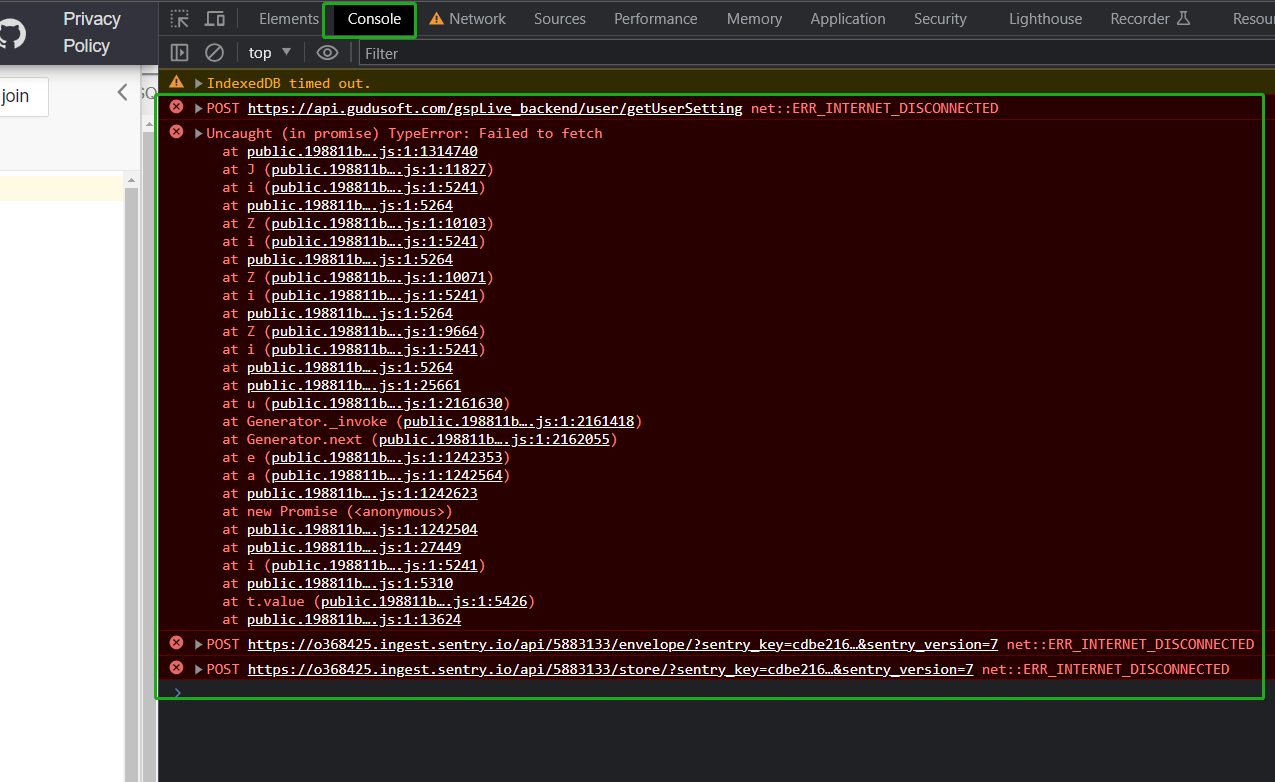 Privacy
Policy
join
SQ
Elements Console Network Sources Performance Memory Application Security Lighthouse Recorder Resou
top Filter
IndexedDB timed out.
POST https://api.gudusoft.com/gspLive_backend/user/getUserSetting net::ERR_INTERNET_DISCONNECTED
Uncaught (in promise) TypeError: Failed to fetch
at public.198811b….js:1:1314740
at J (public.198811b….js:1:11827)
at i (public.198811b….js:1:5241)
at public.198811b….js:1:5264
at Z (public.198811b….js:1:10103)
at i (public.198811b….js:1:5241)
at public.198811b….js:1:5264
at Z (public.198811b….js:1:10071)
at i (public.198811b….js:1:5241)
at public.198811b….js:1:5264
at Z (public.198811b….js:1:9664)
at i (public.198811b….js:1:5241)
at public.198811b….js:1:5264
at public.198811b….js:1:25661
at u (public.198811b….js:1:2161630)
at Generator._invoke (public.198811b….js:1:2161418)
at Generator.next (public.198811b….js:1:2162055)
at e (public.198811b….js:1:1242353)
at a (public.198811b….js:1:1242564)
at public.198811b….js:1:1242623
at new Promise (<anonymous>)
at public.198811b….js:1:1242504
at public.198811b….js:1:27449
at i (public.198811b….js:1:5241)
at public.198811b….js:1:5310
at t.value (public.198811b….js:1:5426)
at public.198811b….js:1:13624
POST https://o368425.ingest.sentry.io/api/5883133/envelope/?sentry_key=cdbe216…&sentry_version=7 net::ERR_INTERNET_DISCONNECTED
POST https://o368425.ingest.sentry.io/api/5883133/store/?sentry_key=cdbe216…&sentry_version=7 net::ERR_INTERNET_DISCONNECTED